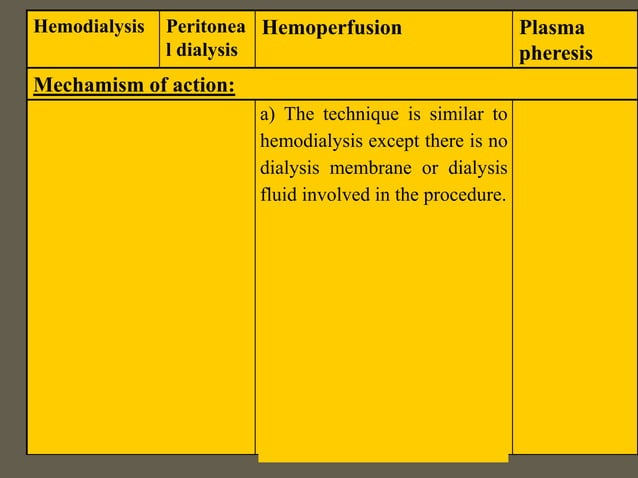 Hemodialysis
Peritonea
l dialysis
Hemoperfusion
Plasma
pheresis
Mechamism of action:
a) The technique is similar to
hemodialysis except there is no
dialysis membrane or dialysis
fluid involved in the procedure.